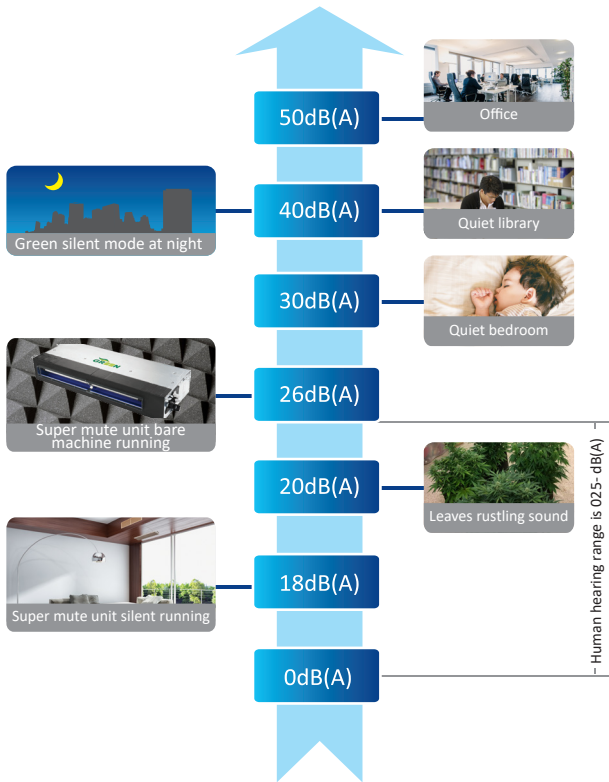 50dB(A)
Office
40dB(A)
Green silent mode at night
Quiet library
30dB(A)
Quiet bedroom
GREEN
26dB(A)
Super mute unit bare
machine running
20dB(A)
Leaves rustling sound
18dB(A)
Super mute unit silent running
0dB(A)
Human hearing range is 025- dB(A)